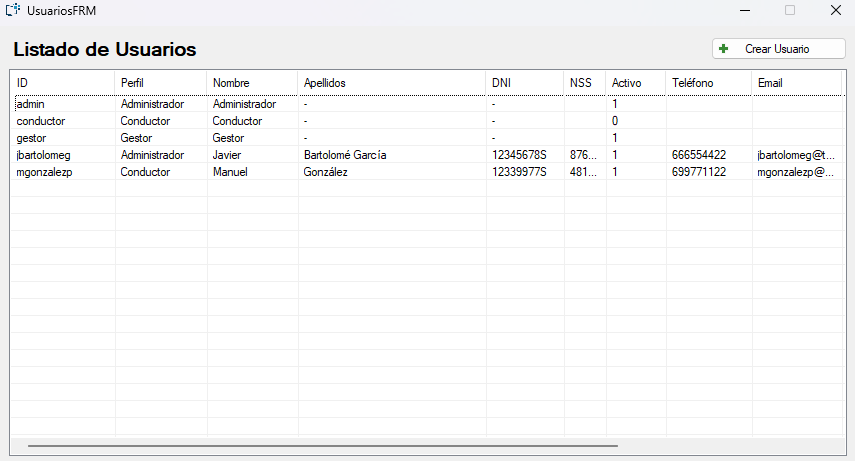 UsuariosFRM
Listado de Usuarios
Crear Usuario
ID Perfil Nombre Apellidos DNI NSS Activo Teléfono Email
admin Administrador Administrador - - 1
conductor Conductor Conductor - - 0
gestor Gestor Gestor - - 1
jbartolomeg Administrador Javier Bartolomé García 12345678S 876... 1 666554422 jbartolomeg@t...
mgonzalezp Conductor Manuel González 12339977S 481... 1 699771122 mgonzalezp@...